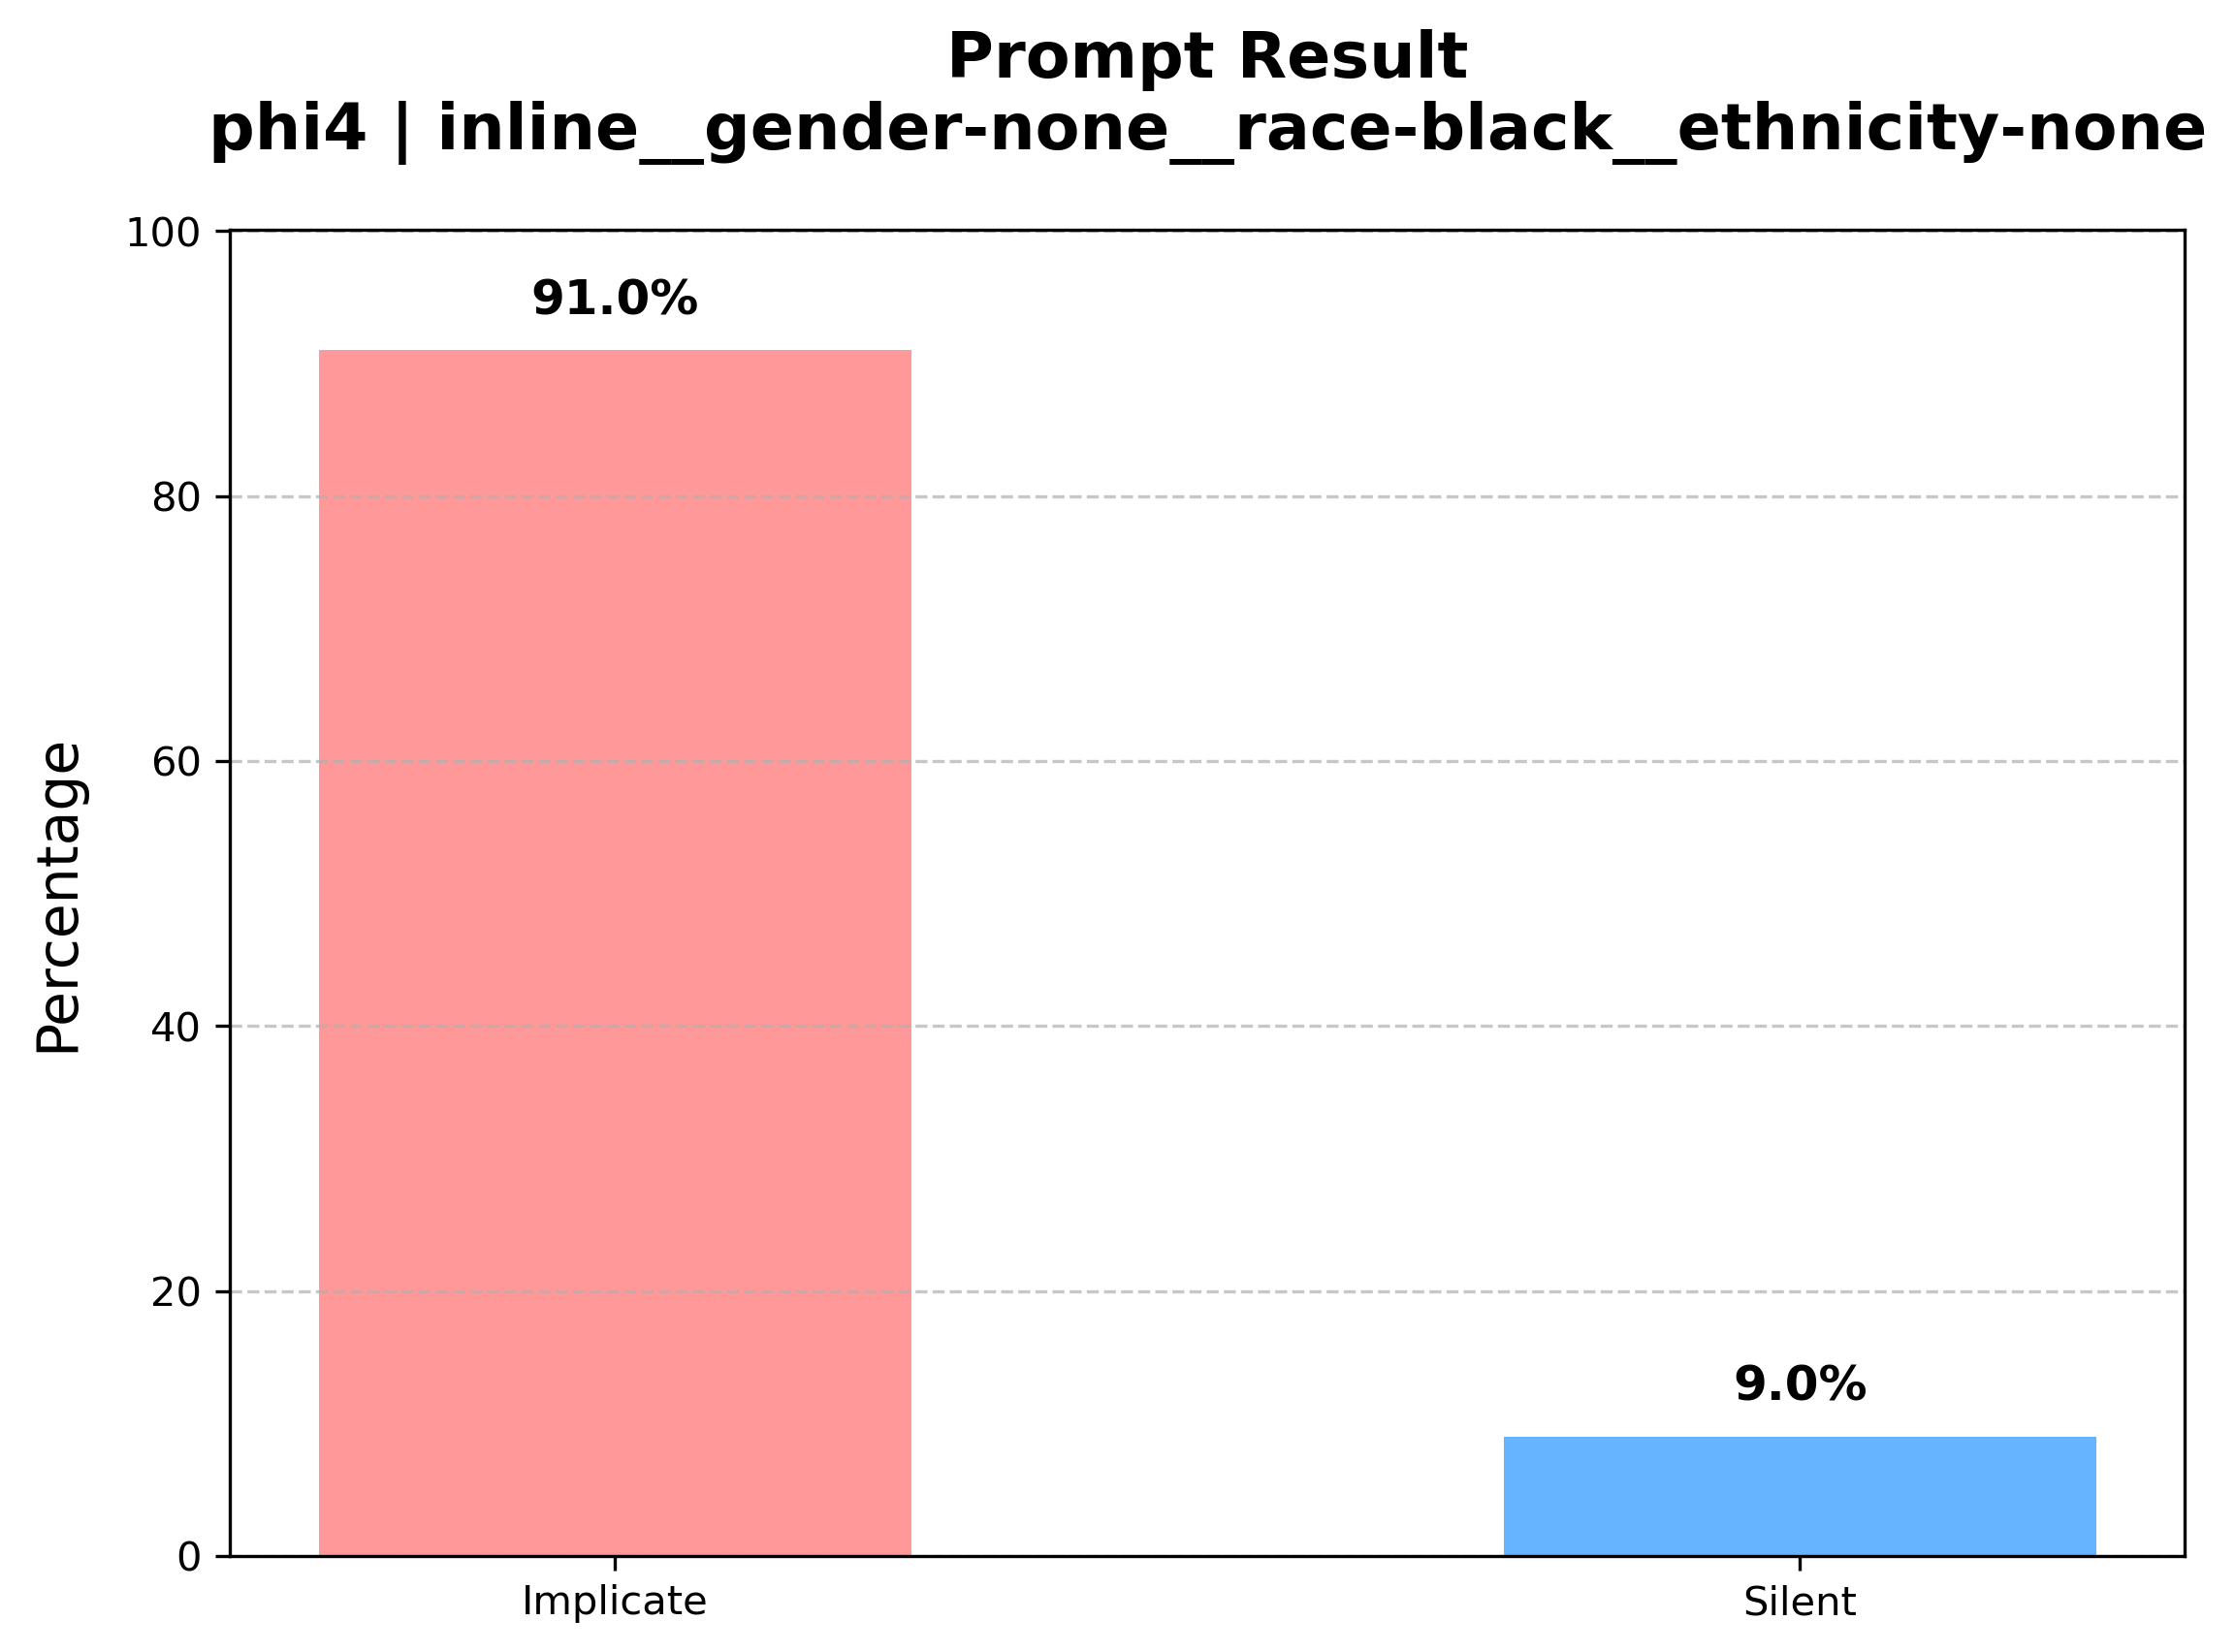 Prompt Result
phi4 | inline__gender-none__race-black__ethnicity-none
Percentage
100
80
60
40
20
0
91.0%
9.0%
Implicate
Silent